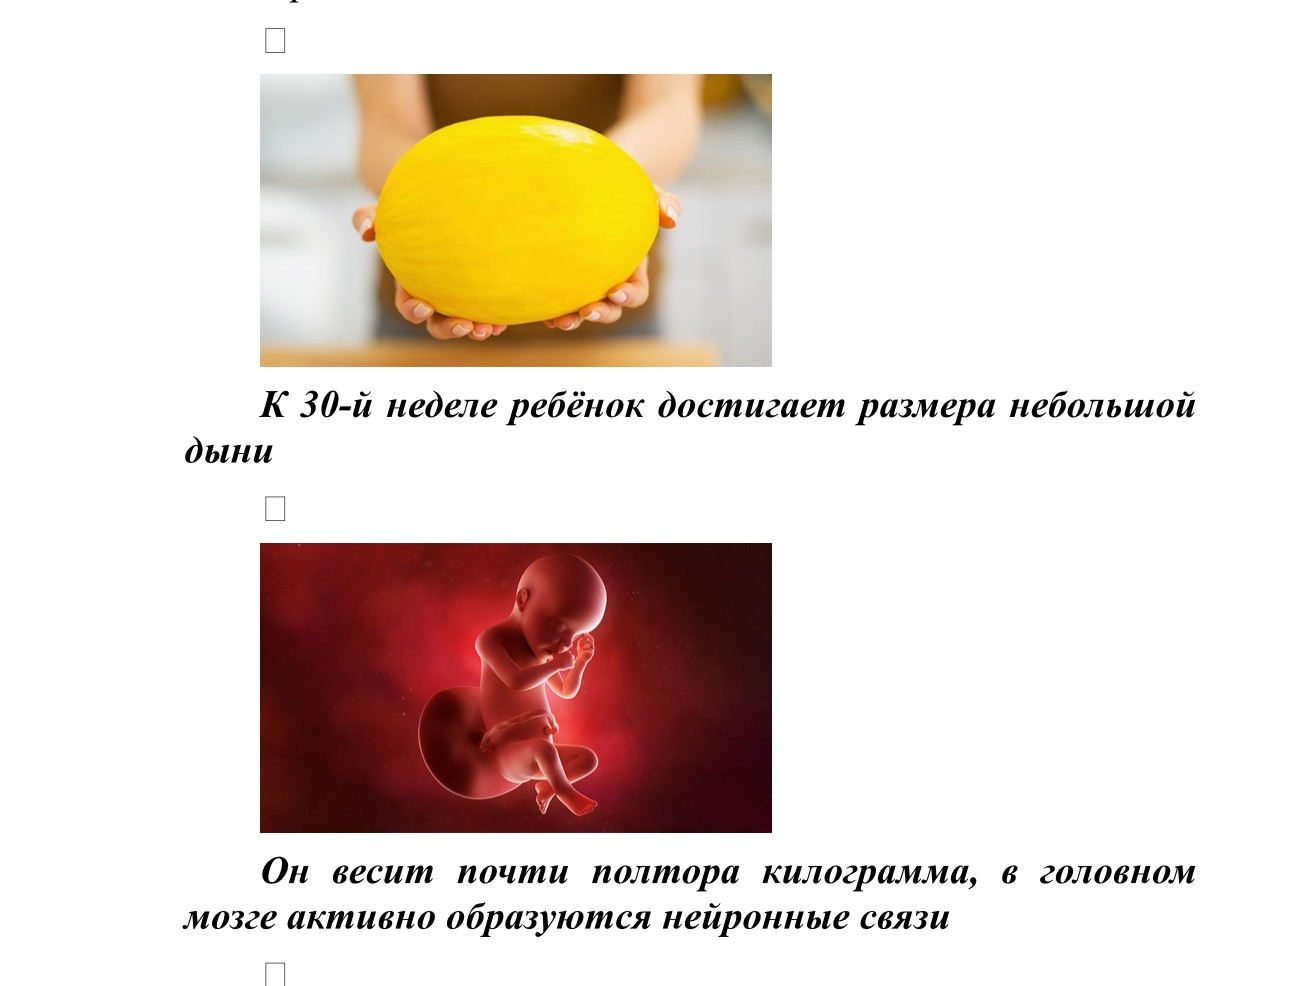 К 30-й неделе ребёнок достигает размера небольшой
дыни
Он весит почти полтора килограмма, в головном
мозге активно образуются нейронные связи